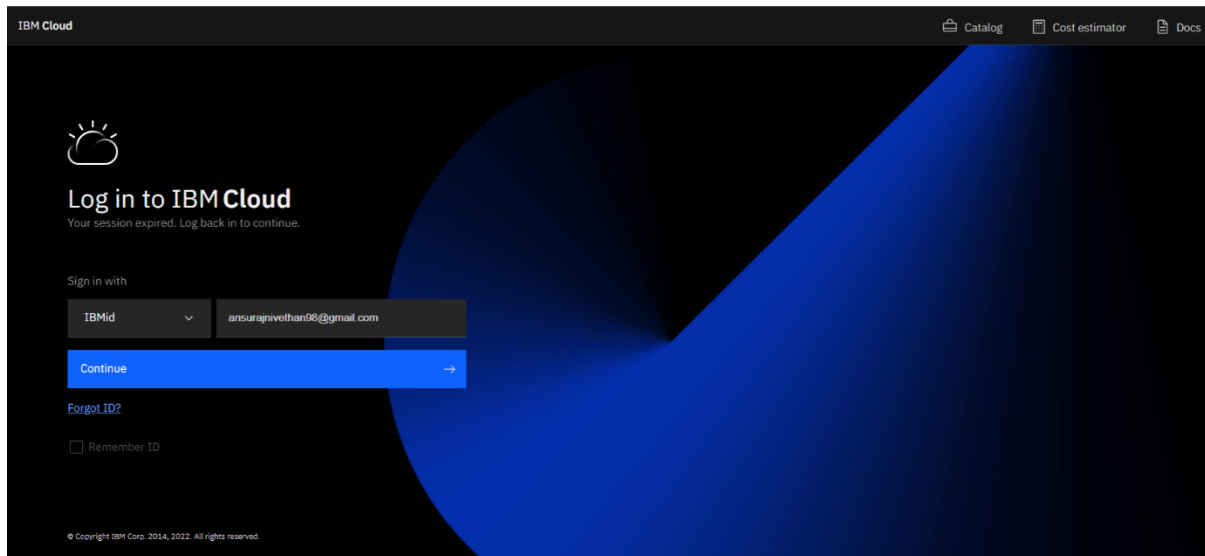 IBM Cloud
Catalog
Cost estimator
Docs
Log in to IBM Cloud
Your session expired. Log back in to continue.
Sign in with
IBMid
ansurajnivethan98@gmail.com
Continue
Forgot ID?
Remember ID
© Copyright IBM Corp. 2014, 2022. All rights reserved.